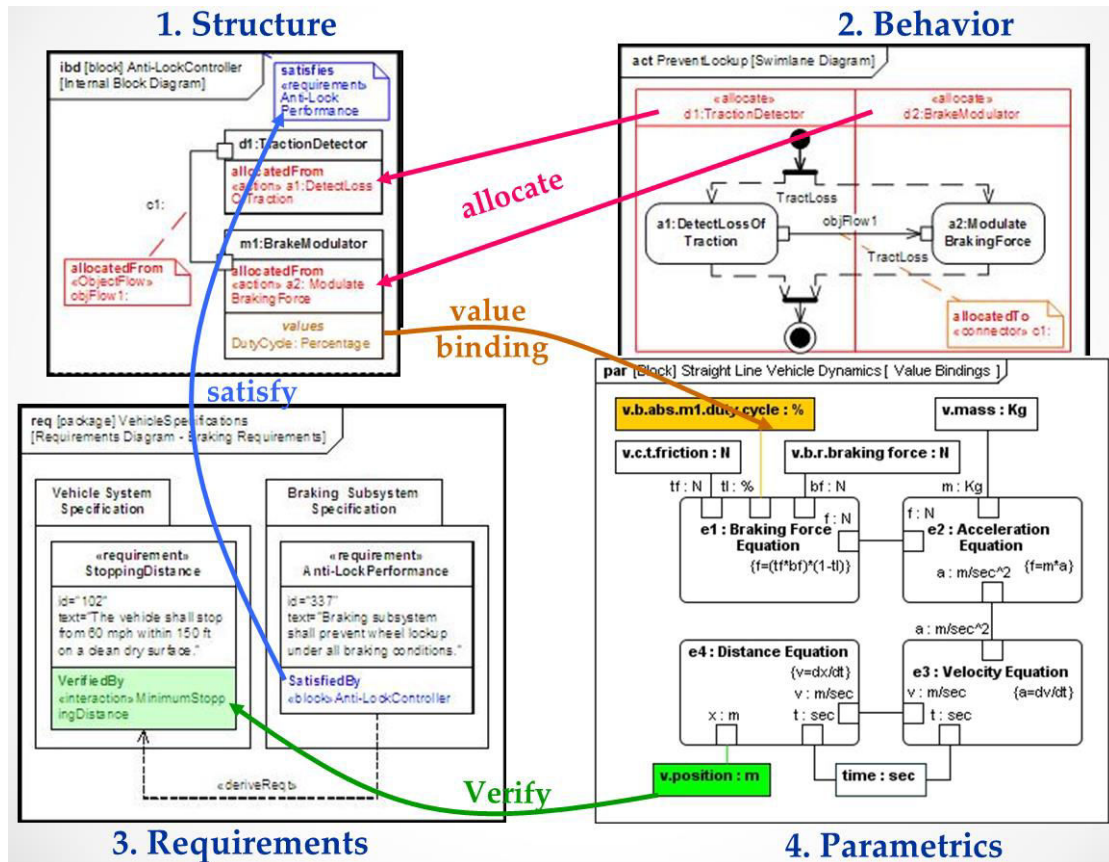 1. Structure
ibd [block] Anti-LockController
[Internal Block Diagram]
satisfies
«requirement»
Anti-Lock
Performance
d1:TractionDetector
allocatedFrom
«action» a1:DetectLoss
Of Traction
c1:
m1:BrakeModulator
allocatedFrom
«action» a2: Modulate
BrakingForce
values
DutyCycle: Percentage
allocatedFrom
«ObjectFlow»
objFlow1:
2. Behavior
act PreventLockup [Swimlane Diagram]
«allocate»
d1:TractionDetector
«allocate»
d2:BrakeModulator
TractLoss
a1:DetectLossOf
Traction
objFlow1
a2:Modulate
BrakingForce
TractLoss
allocatedTo
«connector» c1:
allocate
value
binding
satisfy
Verify
req [package] VehicleSpecifications
[Requirements Diagram - Braking Requirements]
Vehicle System
Specification
Braking Subsystem
Specification
«requirement»
StoppingDistance
id="102"
text="The vehicle shall stop
from 60 mph within 150 ft
on a clean dry surface."
VerifiedBy
«interaction» MinimumStopp
ingDistance
«requirement»
Anti-LockPerformance
id="337"
text="Braking subsystem
shall prevent wheel lockup
under all braking conditions."
SatisfiedBy
«block» Anti-LockController
«deriveReqt»
3. Requirements
par [Block] Straight Line Vehicle Dynamics [ Value Bindings ]
v.b.abs.m1.duty.cycle : %
v.mass : Kg
v.c.t.friction : N
v.b.r.braking force : N
tf : N
tl : %
bf : N
m : Kg
f : N
f : N
e1 : Braking Force
Equation
{f=(tf*bf)*(1-tl)}
e2 : Acceleration
Equation
{f=m*a}
a : m/sec^2
a : m/sec^2
e4 : Distance Equation
{v=dx/dt}
v : m/sec
x : m
t : sec
e3 : Velocity Equation
v : m/sec
{a=dv/dt}
t : sec
v.position : m
time : sec
4. Parametrics